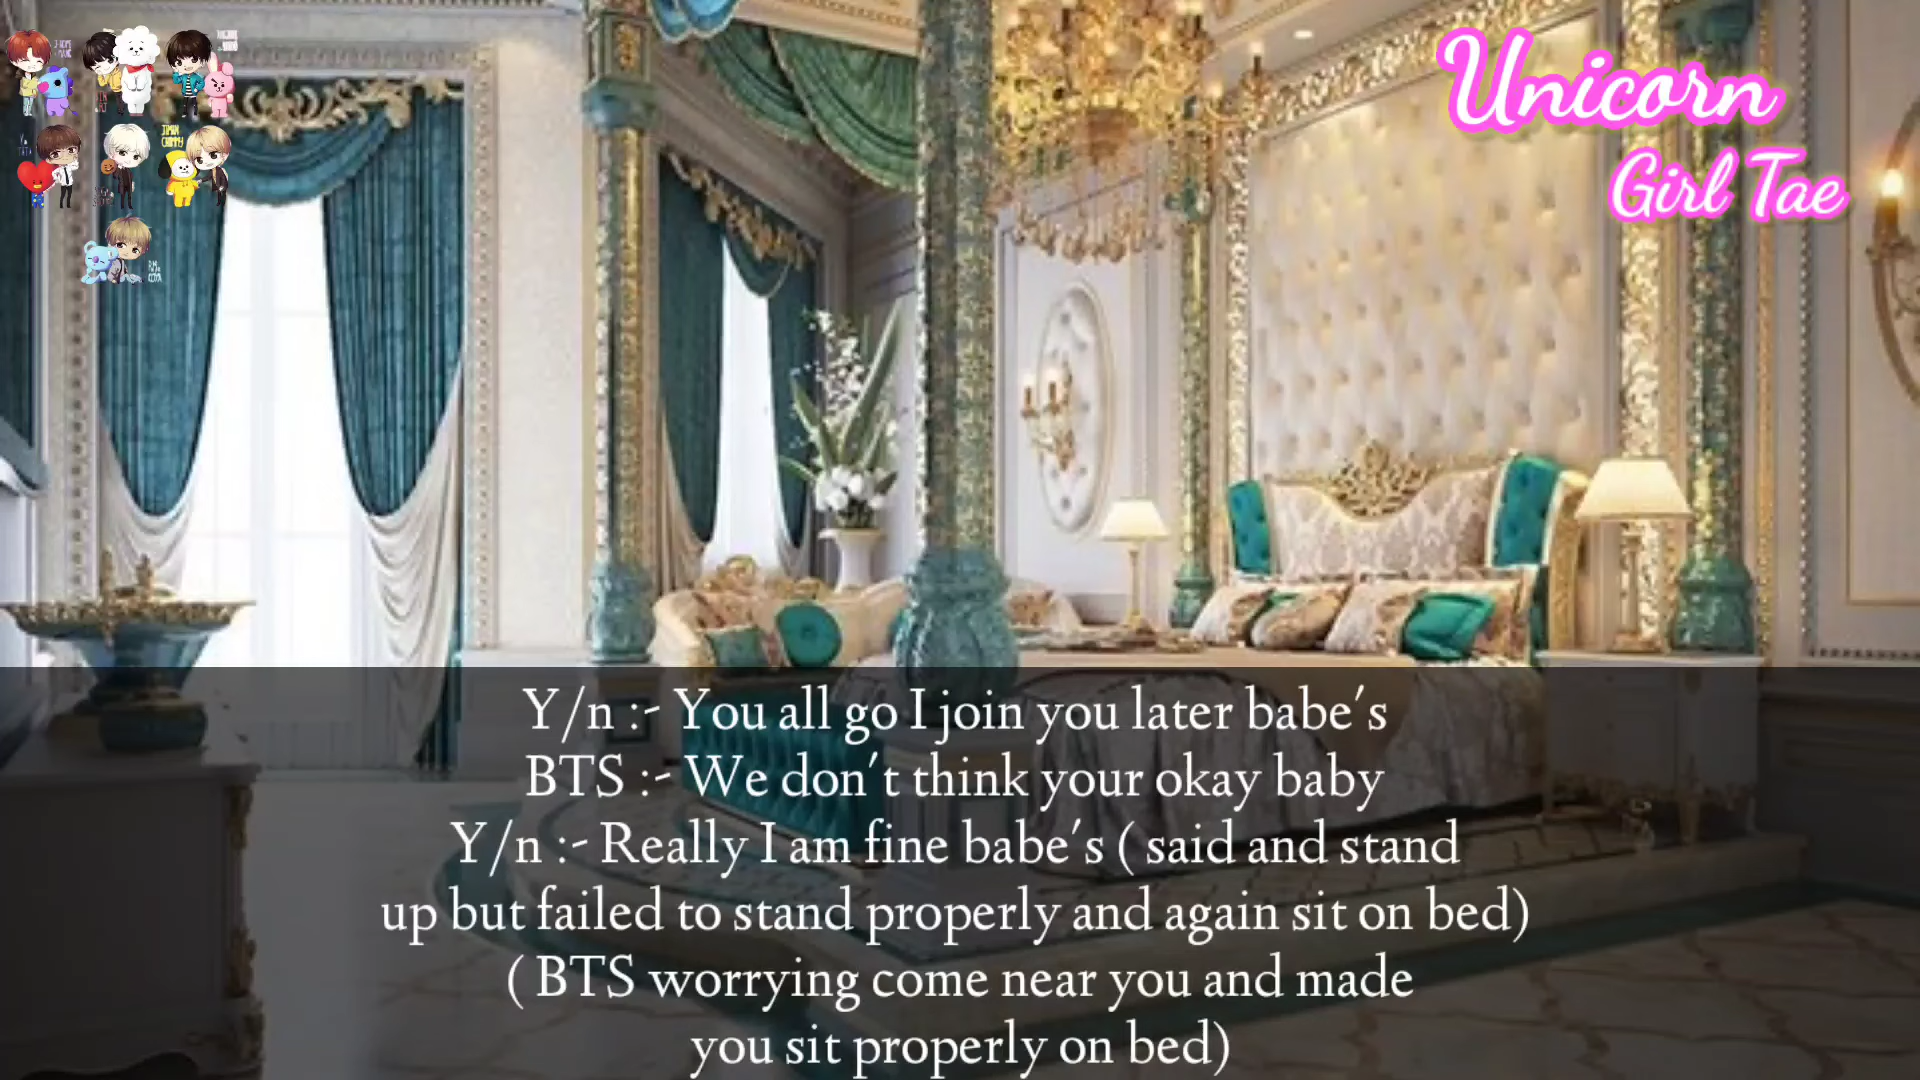 Unicorn
Girl Tae
JIMIN
CHIMMY
Y/n :- You all go I join you later babe's
BTS :- We don't think your okay baby
Y/n :- Really I am fine babe's ( said and stand
up but failed to stand properly and again sit on bed)
( BTS worrying come near you and made
you sit properly on bed)